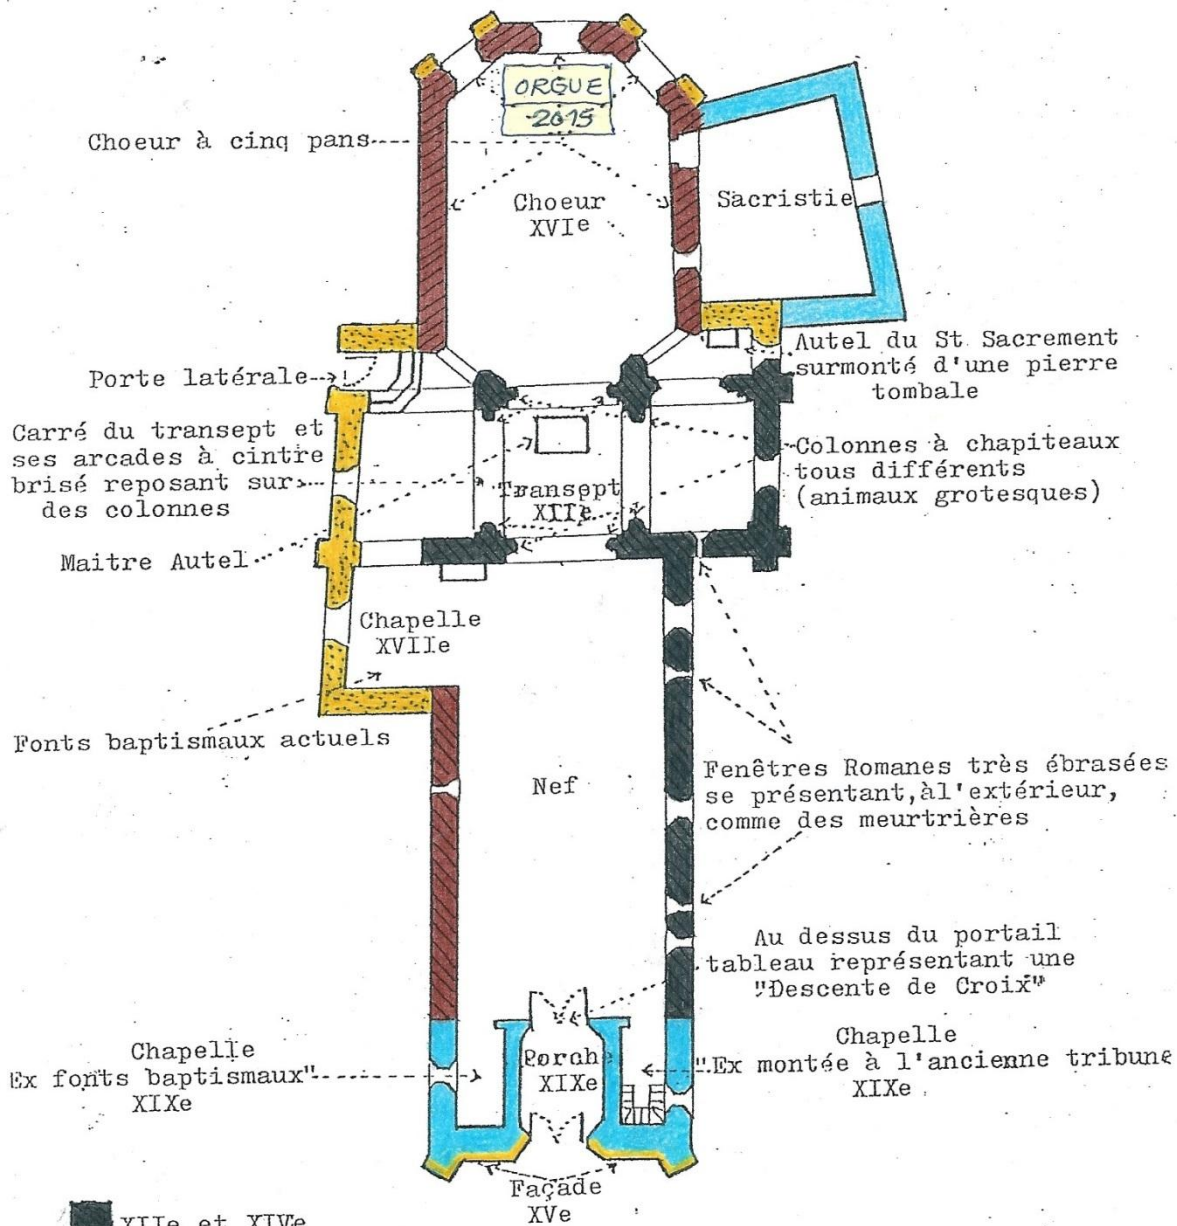 ORGUE
2015
Choeur à cinq pans
Choeur
XVIe
Sacristie
Porte latérale
Autel du St Sacrement
surmonté d'une pierre
tombale
Carré du transept et
ses arcades à cintre
brisé reposant sur
des colonnes
Transept
XIIe
Colonnes à chapiteaux
tous différents
(animaux grotesques)
Maitre Autel
Chapelle
XVIIe
Fonts baptismaux actuels
Nef
Fenêtres Romanes très ébrasées
se présentant, àl'extérieur,
comme des meurtrières
Au dessus du portail
tableau représentant une
"Descente de Croix"
Chapelle
Ex fonts baptismaux"
XIXe
Porche
XIXe
Chapelle
"Ex montée à l'ancienne tribune
XIXe
Façade
XVe
XIIe et XIVe